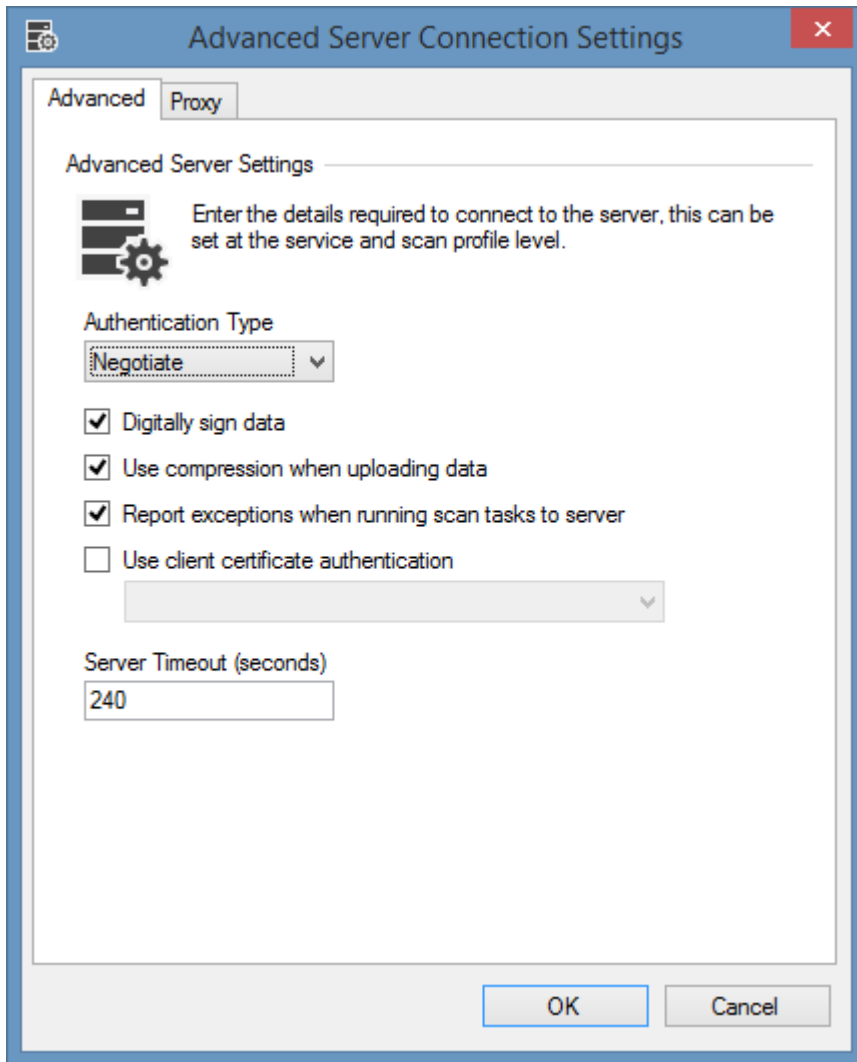 Advanced Server Connection Settings
Advanced
Proxy
Advanced Server Settings
Enter the details required to connect to the server, this can be
set at the service and scan profile level.
Authentication Type
Negotiate
Digitally sign data
Use compression when uploading data
Report exceptions when running scan tasks to server
Use client certificate authentication
Server Timeout (seconds)
240
OK
Cancel